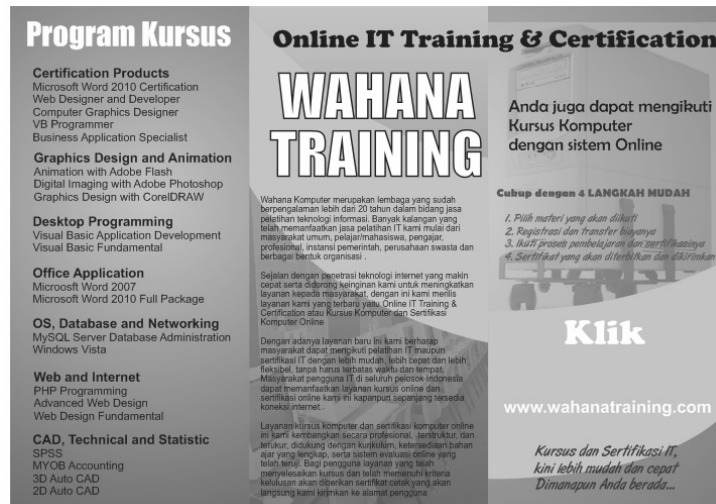 Program Kursus
Certification Products
Microsoft Word 2010 Certification
Web Designer and Developer
Computer Graphics Designer
VB Programmer
Business Application Specialist
Graphics Design and Animation
Animation with Adobe Flash
Digital Imaging with Adobe Photoshop
Graphics Design with CorelDRAW
Desktop Programming
Visual Basic Application Development
Visual Basic Fundamental
Office Application
Microosft Word 2007
Microsoft Word 2010 Full Package
OS, Database and Networking
MySQL Server Database Administration
Windows Vista
Web and Internet
PHP Programming
Advanced Web Design
Web Design Fundamental
CAD, Technical and Statistic
SPSS
MYOB Accounting
3D Auto CAD
2D Auto CAD
Online IT Training & Certification
WAHANA
TRAINING
Wahana Komputer merupakan lembaga yang sudah
berpengalaman lebih dari 20 tahun dalam bidang jasa
pelatihan teknologi informasi. Banyak kalangan yang
telah memanfaatkan jasa pelatihan IT kami mulai dari
masyarakat umum, pelajar/mahasiswa, pengajar,
profesional, instansi pemerintah, perusahaan swasta dan
berbagai bentuk organisasi .
Sejalan dengan penetrasi teknologi internet yang makin
cepat serta didorong keinginan kami untuk meningkatkan
layanan kepada masyarakat, dengan ini kami merilis
layanan kami yang terbaru yaitu Online IT Training &
Certification atau Kursus Komputer dan Sertifikasi
Komputer Online
Dengan adanya layanan baru ini kami berharap
masyarakat dapat mengikuti pelatihan IT maupun
sertifikasi IT dengan lebih mudah, lebih cepat dan lebih
fleksibel, tanpa harus terbatas waktu dan tempat.
Masyarakat pengguna IT di seluruh pelosok Indonesia
dapat memanfaatkan layanan kursus online dan
sertifikasi online kami ini kapanpun sepanjang tersedia
koneksi internet .
Layanan kursus komputer dan sertifikasi komputer online
ini kami kembangkan secara profesional, terstruktur, dan
terukur, didukung dengan kurikulum, ketersediaan bahan
ajar yang lengkap, serta sistem evaluasi online yang
telah teruji. Bagi pengguna layanan yang telah
menyelesaikan kursus dan telah memenuhi kriteria
kelulusan akan diberikan sertifikat cetak yang akan
langsung kami kirimkan ke alamat pengguna
Anda juga dapat mengikuti
Kursus Komputer
dengan sistem Online
Cukup dengan 4 LANGKAH MUDAH
1. Pilih materi yang akan diikuti
2. Registrasi dan transfer biayanya
3. Ikuti proses pembelajaran dan sertifikasinya
4. Sertifikat yang akan diterbitkan dan dikirimkan
Klik
www.wahanatraining.com
Kursus dan Sertifikasi IT,
kini lebih mudah dan cepat
Dimanapun Anda berada...